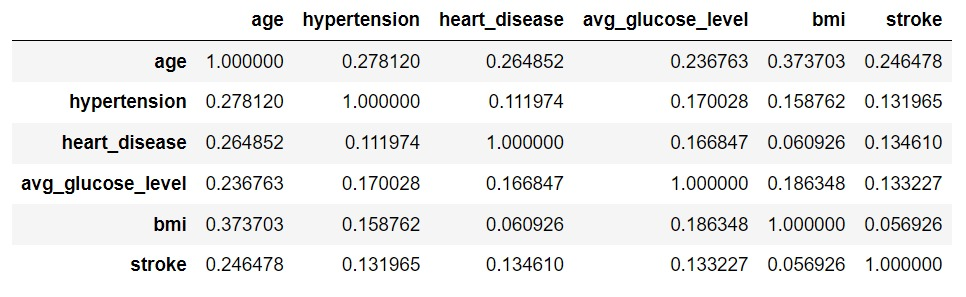 age hypertension heart_disease avg_glucose_level bmi stroke
age 1.000000 0.278120 0.264852 0.236763 0.373703 0.246478
hypertension 0.278120 1.000000 0.111974 0.170028 0.158762 0.131965
heart_disease 0.264852 0.111974 1.000000 0.166847 0.060926 0.134610
avg_glucose_level 0.236763 0.170028 0.166847 1.000000 0.186348 0.133227
bmi 0.373703 0.158762 0.060926 0.186348 1.000000 0.056926
stroke 0.246478 0.131965 0.134610 0.133227 0.056926 1.000000